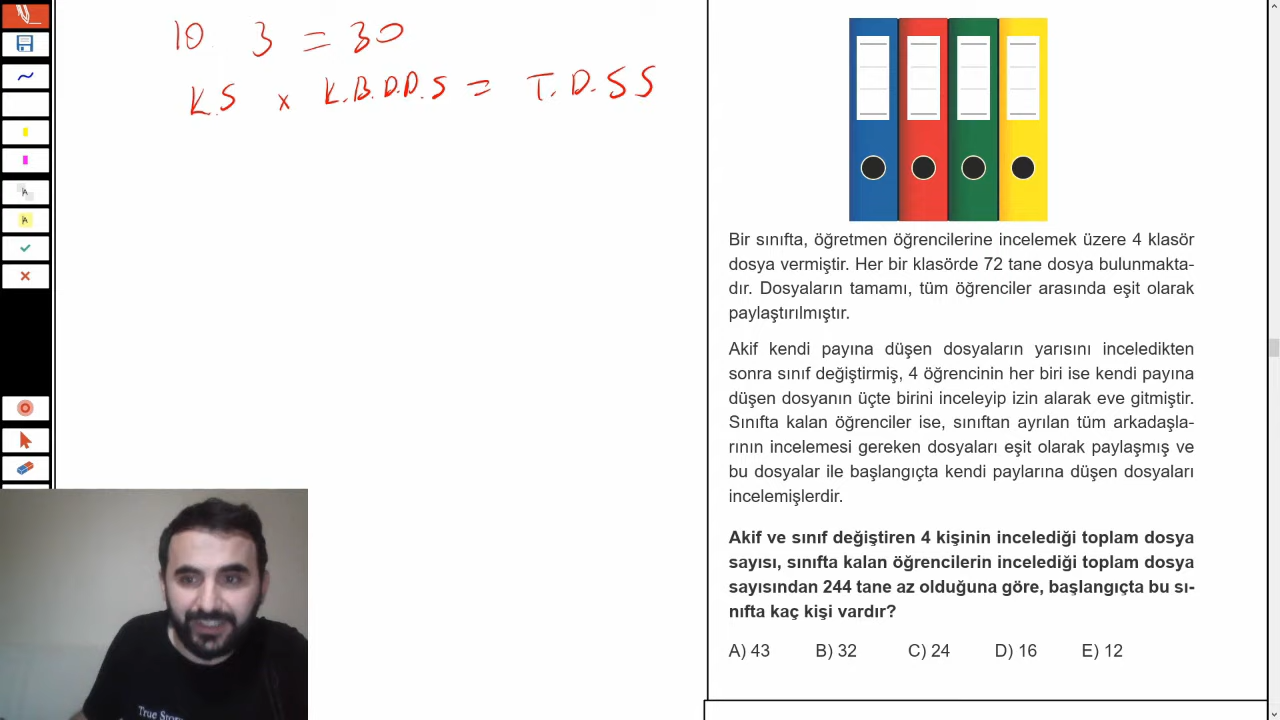 10. 3 = 30
K.S x K.B.D.D.S = T.D.SS
Bir sınıfta, öğretmen öğrencilerine incelemek üzere 4 klasör
dosya vermiştir. Her bir klasörde 72 tane dosya bulunmakta-
dır. Dosyaların tamamı, tüm öğrenciler arasında eşit olarak
paylaştırılmıştır.
Akif kendi payına düşen dosyaların yarısını inceledikten
sonra sınıf değiştirmiş, 4 öğrencinin her biri ise kendi payına
düşen dosyanın üçte birini inceleyip izin alarak eve gitmiştir.
Sınıfta kalan öğrenciler ise, sınıftan ayrılan tüm arkadaşla-
rının incelemesi gereken dosyaları eşit olarak paylaşmış ve
bu dosyalar ile başlangıçta kendi paylarına düşen dosyaları
incelemişlerdir.
Akif ve sınıf değiştiren 4 kişinin incelediği toplam dosya
sayısı, sınıfta kalan öğrencilerin incelediği toplam dosya
sayısından 244 tane az olduğuna göre, başlangıçta bu sı-
nıfta kaç kişi vardır?
A) 43 B) 32 C) 24 D) 16 E) 12
A
A
True Sto